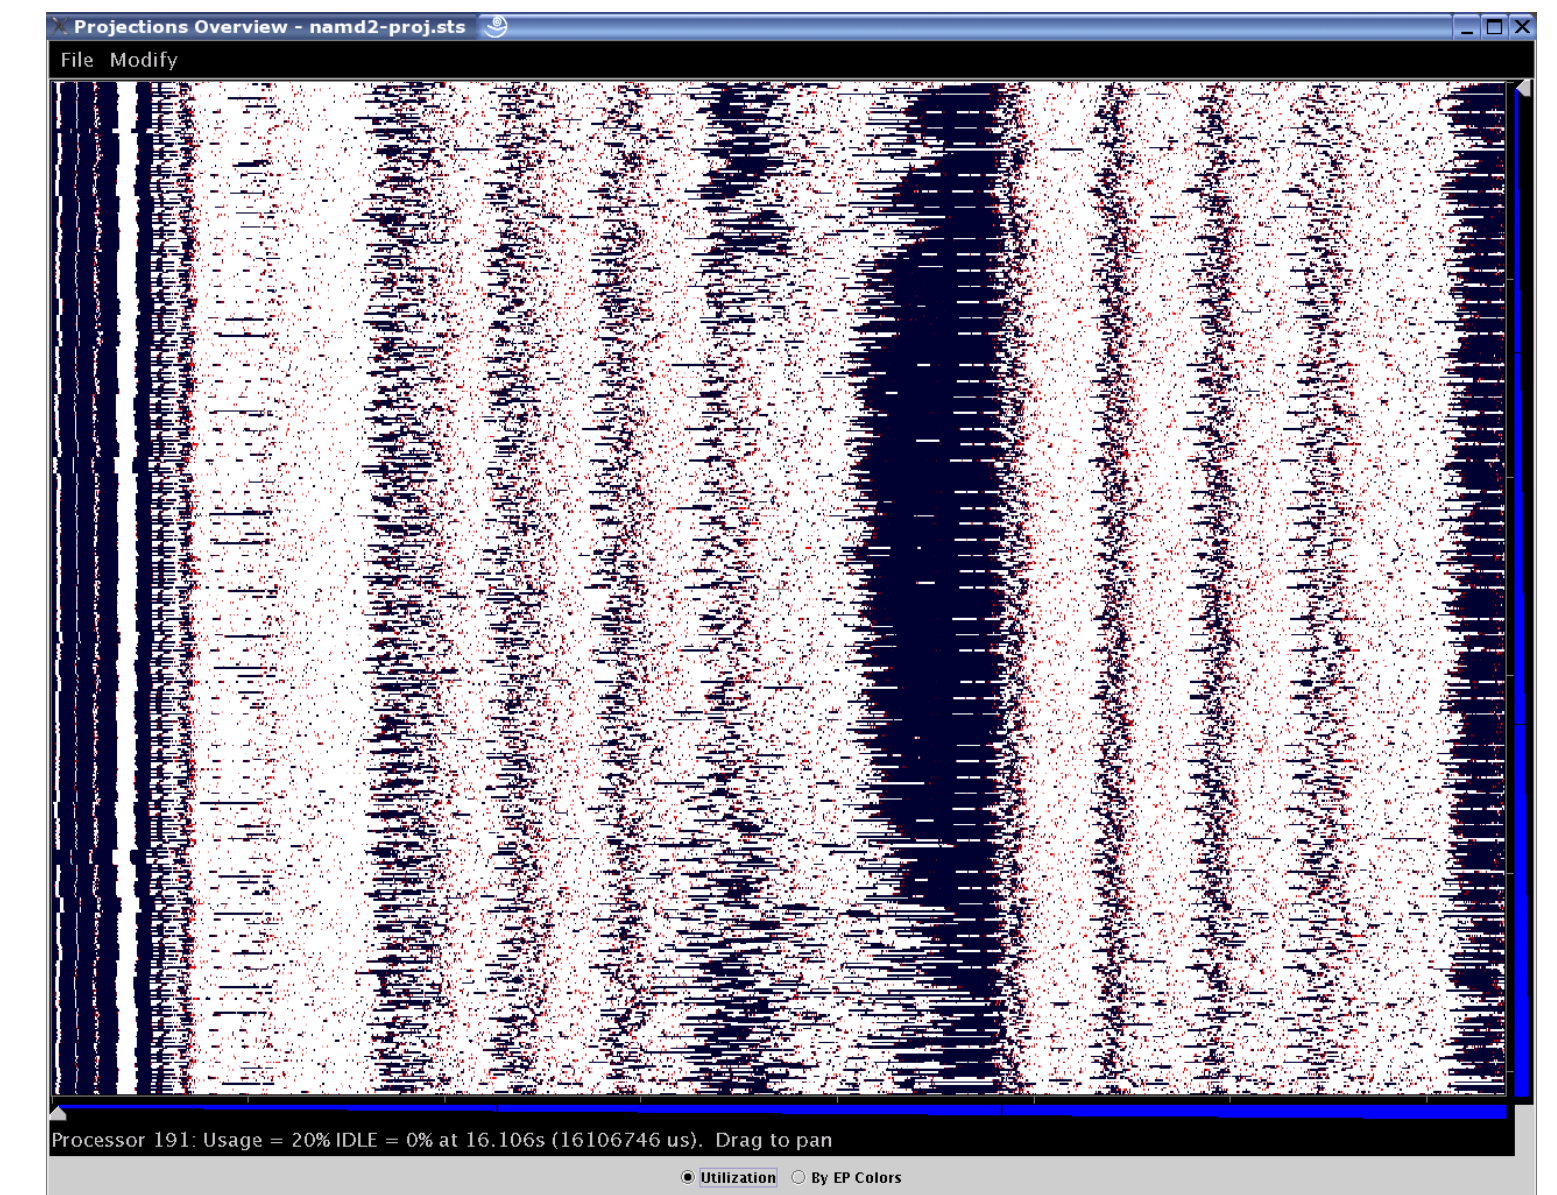 Projections Overview - namd2-proj.sts
File Modify
Processor 191: Usage = 20% IDLE = 0% at 16.106s (16106746 us). Drag to pan
Utilization By EP Colors